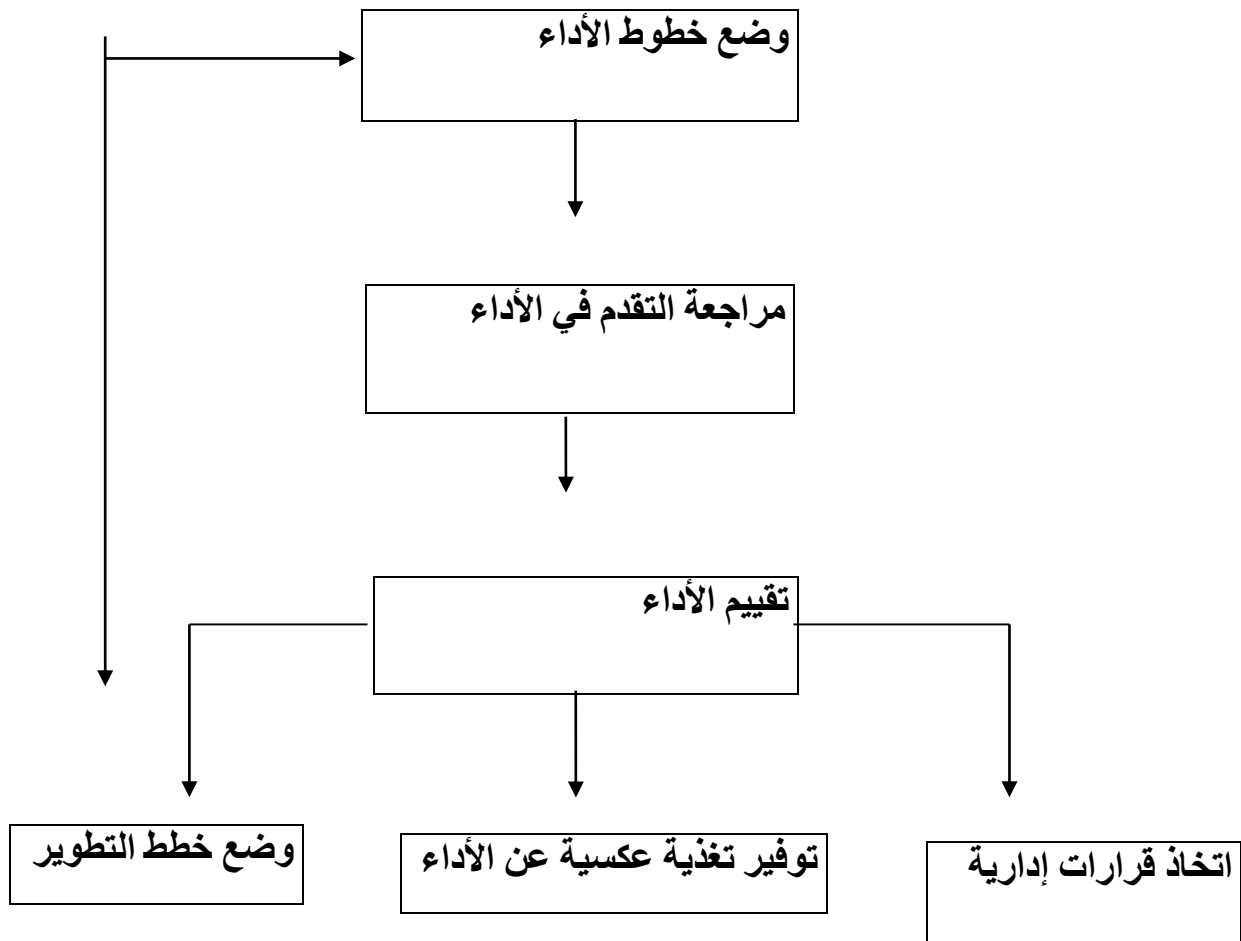 وضع خطوط الأداء
مراجعة التقدم في الأداء
تقييم الأداء
اتخاذ قرارات إدارية
توفير تغذية عكسية عن الأداء
وضع خطط التطوير